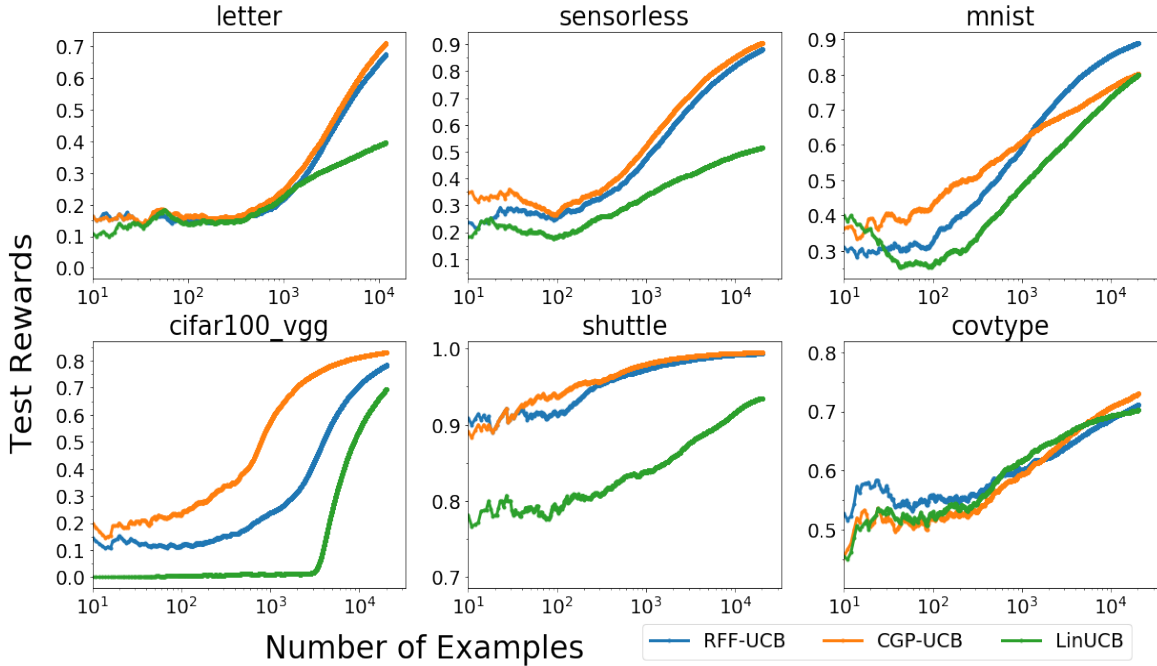 letter
sensorless
mnist
0.7
0.6
0.5
0.4
0.3
0.2
0.1
0.0
10^1 10^2 10^3 10^4
0.9
0.8
0.7
0.6
0.5
0.4
0.3
0.2
0.1
10^1 10^2 10^3 10^4
0.9
0.8
0.7
0.6
0.5
0.4
0.3
10^1 10^2 10^3 10^4
cifar100_vgg
shuttle
covtype
0.8
0.7
0.6
0.5
0.4
0.3
0.2
0.1
0.0
10^1 10^2 10^3 10^4
1.0
0.9
0.8
0.7
10^1 10^2 10^3 10^4
0.8
0.7
0.6
0.5
10^1 10^2 10^3 10^4
Test Rewards
Number of Examples
RFF-UCB CGP-UCB LinUCB